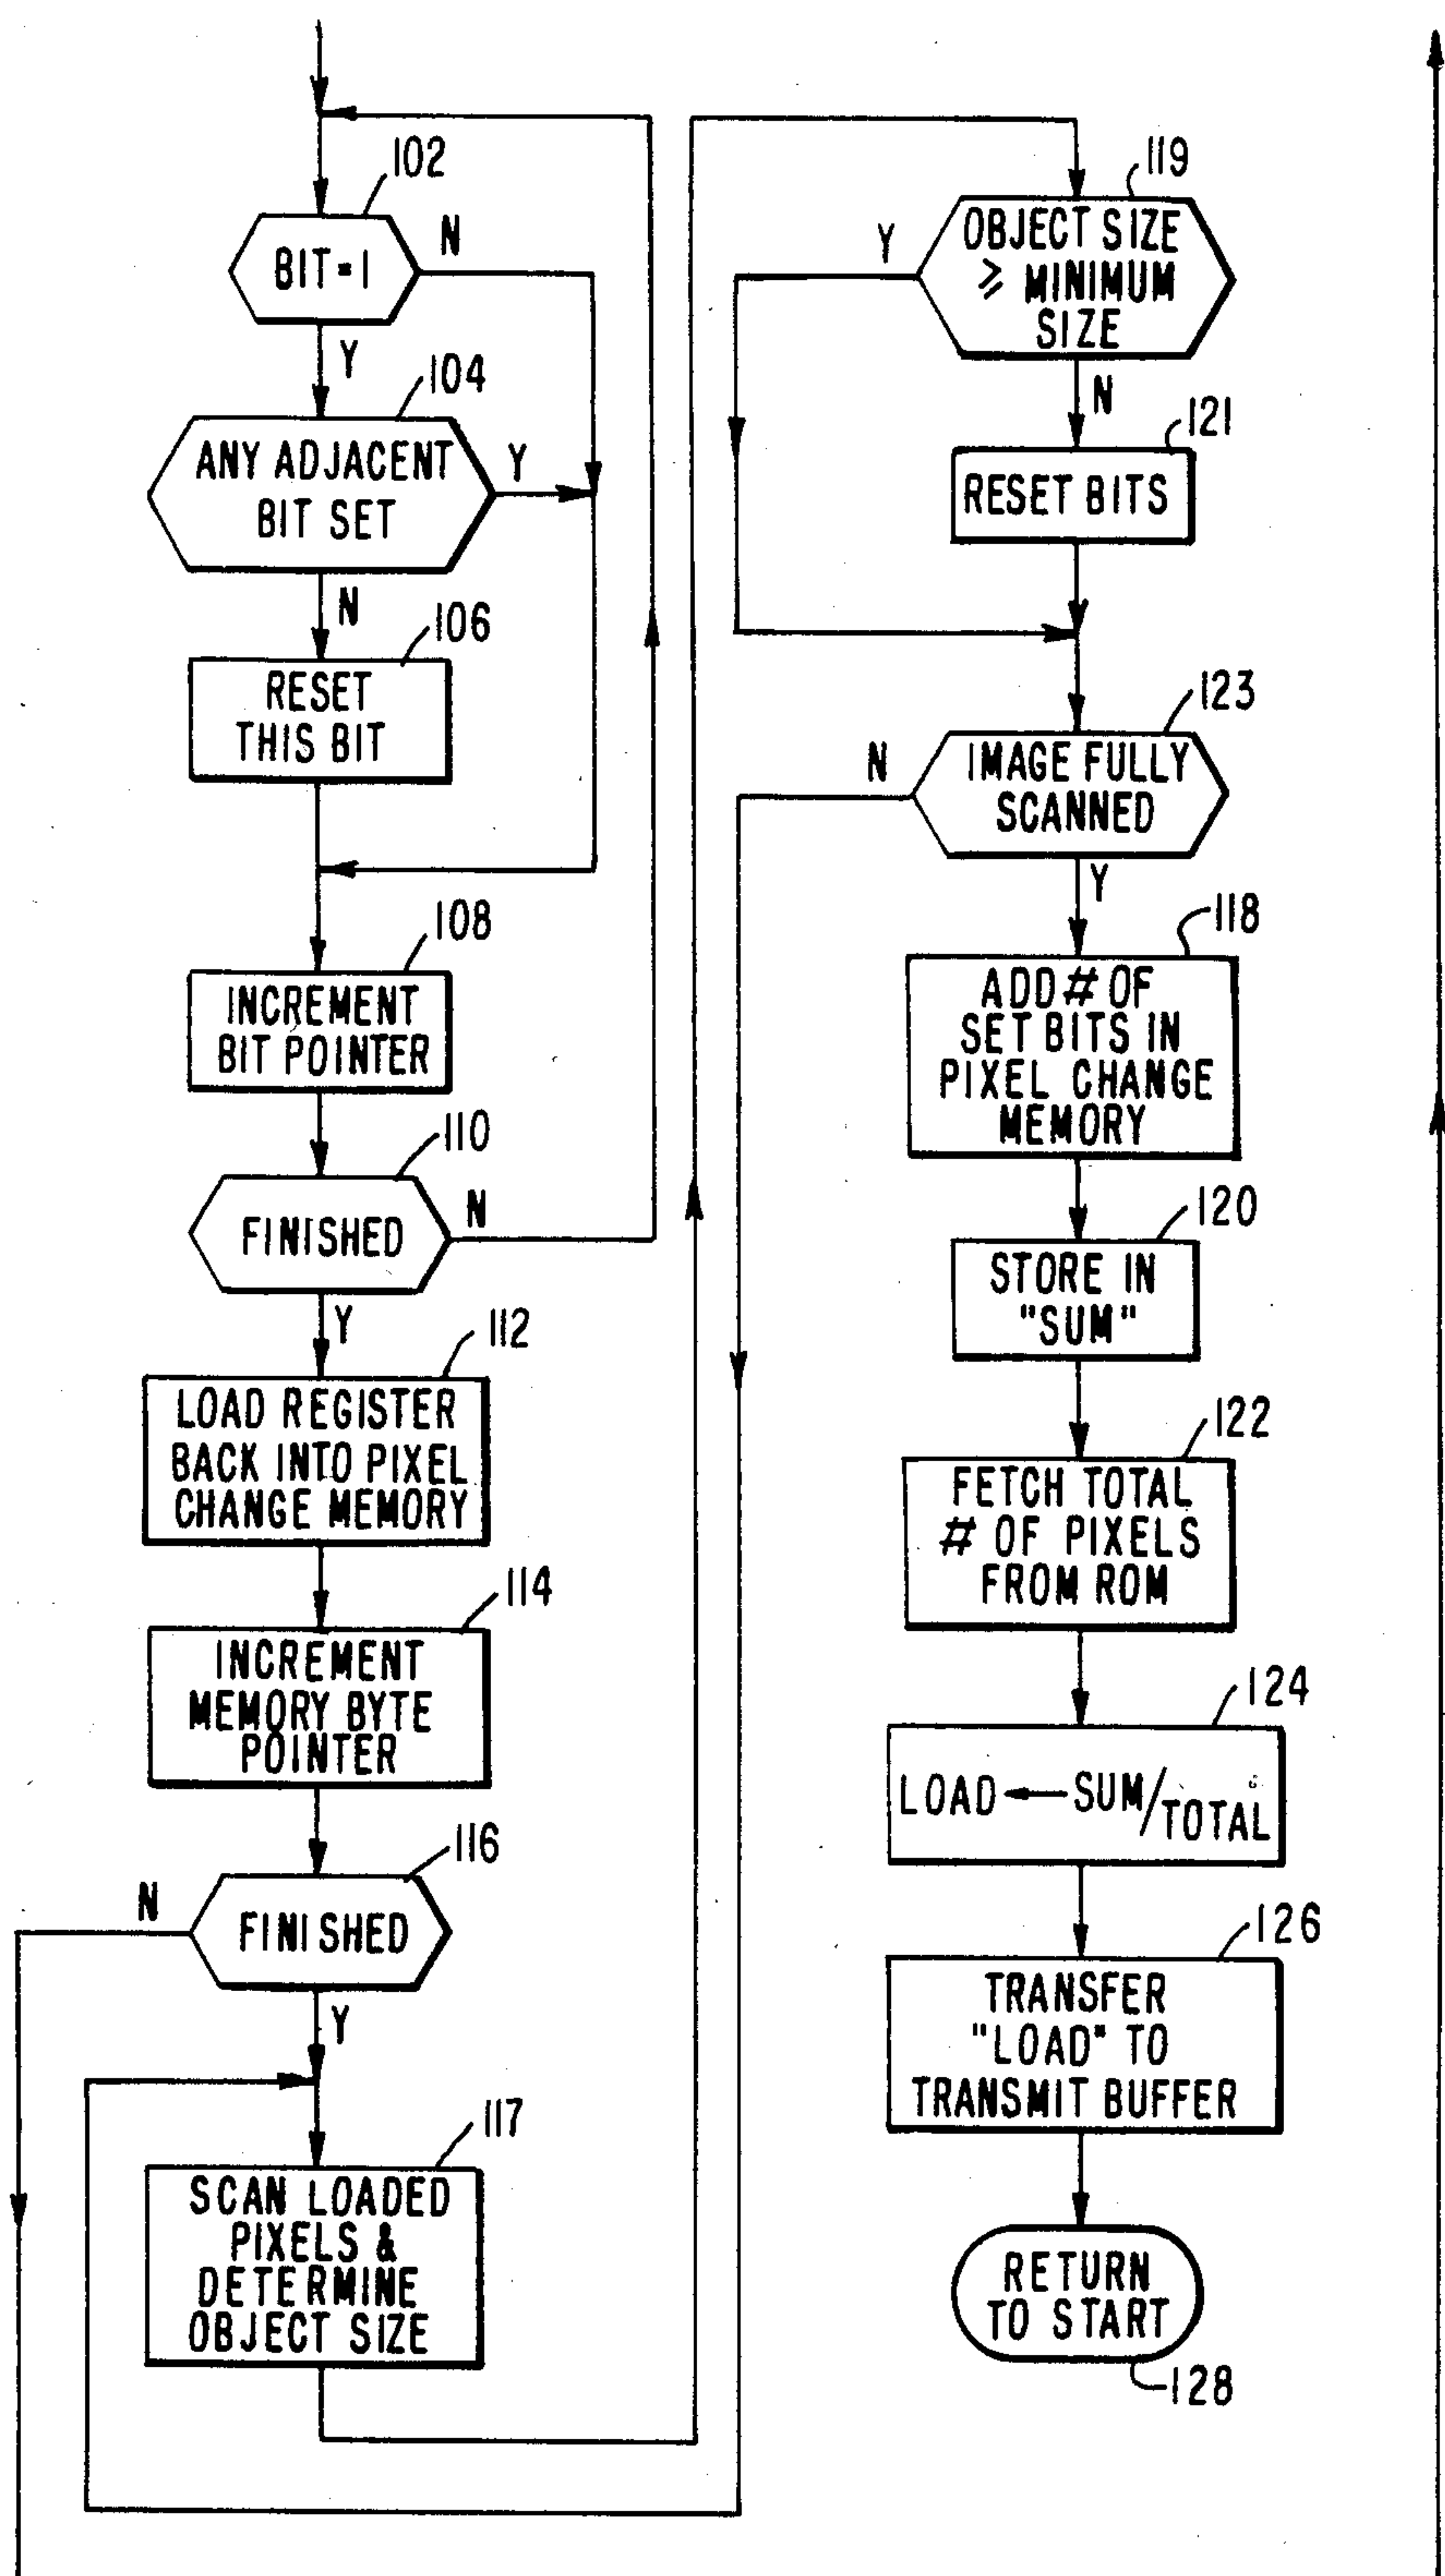 102
BIT=1
N
Y
104
ANY ADJACENT
BIT SET
Y
N
106
RESET
THIS BIT
108
INCREMENT
BIT POINTER
110
FINISHED
N
Y
112
LOAD REGISTER
BACK INTO PIXEL
CHANGE MEMORY
114
INCREMENT
MEMORY BYTE
POINTER
116
N
FINISHED
Y
117
SCAN LOADED
PIXELS &
DETERMINE
OBJECT SIZE
119
Y
OBJECT SIZE
≥ MINIMUM
SIZE
N
121
RESET BITS
123
N
IMAGE FULLY
SCANNED
Y
118
ADD # OF
SET BITS IN
PIXEL CHANGE
MEMORY
120
STORE IN
"SUM"
122
FETCH TOTAL
# OF PIXELS
FROM ROM
124
LOAD ← SUM/TOTAL
126
TRANSFER
"LOAD" TO
TRANSMIT BUFFER
RETURN
TO START
128